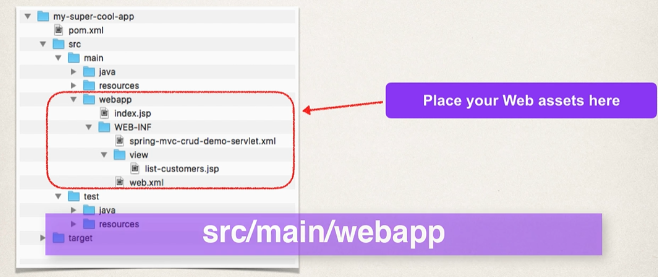 my-super-cool-app
pom.xml
src
main
java
resources
webapp
index.jsp
WEB-INF
spring-mvc-crud-demo-servlet.xml
view
list-customers.jsp
web.xml
test
java
resources
target
Place your Web assets here
src/main/webapp